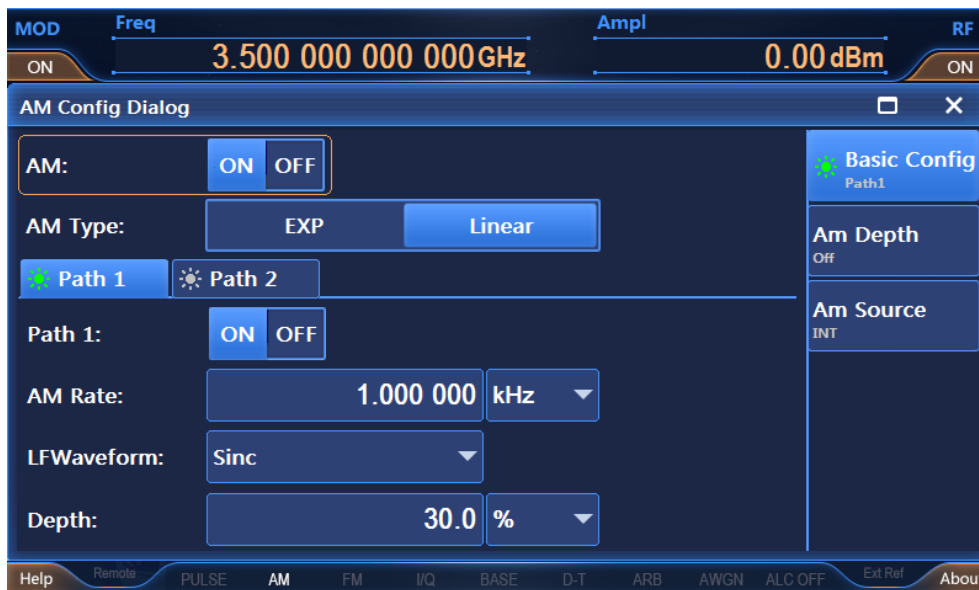 MOD Freq Ampl RF
ON 3.500 000 000 000 GHz 0.00 dBm ON
AM Config Dialog
AM: ON OFF
Basic Config
Path1
AM Type: EXP Linear
Am Depth
Off
Path 1 Path 2
Am Source
INT
Path 1: ON OFF
AM Rate: 1.000 000 kHz
LFWaveform: Sinc
Depth: 30.0 %
Help Remote PULSE AM FM I/Q BASE D-T ARB AWGN ALC OFF Ext Ref Abou